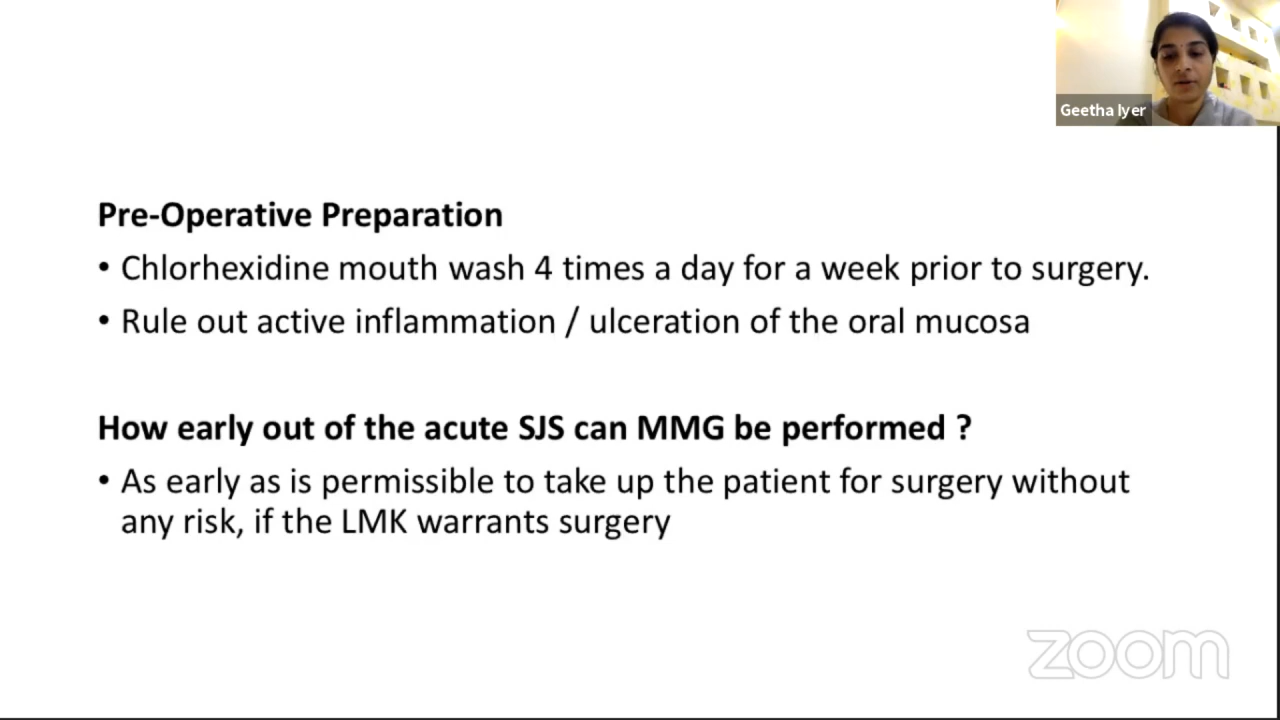 Geetha Iyer
Pre-Operative Preparation
• Chlorhexidine mouth wash 4 times a day for a week prior to surgery.
• Rule out active inflammation / ulceration of the oral mucosa
How early out of the acute SJS can MMG be performed ?
• As early as is permissible to take up the patient for surgery without
any risk, if the LMK warrants surgery
zoom